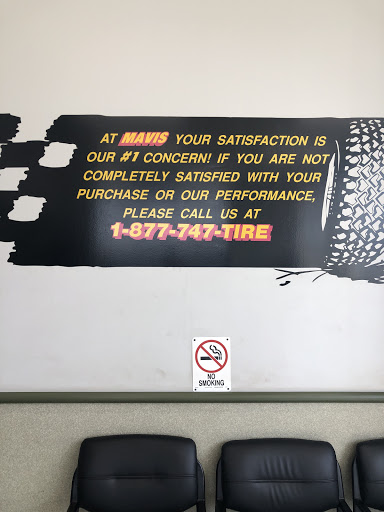 AT MAVIS YOUR SATISFACTION IS
OUR #1 CONCERN! IF YOU ARE NOT
COMPLETELY SATISFIED WITH YOUR
PURCHASE OR OUR PERFORMANCE,
PLEASE CALL US AT
1-877-747-TIRE
NO
SMOKING